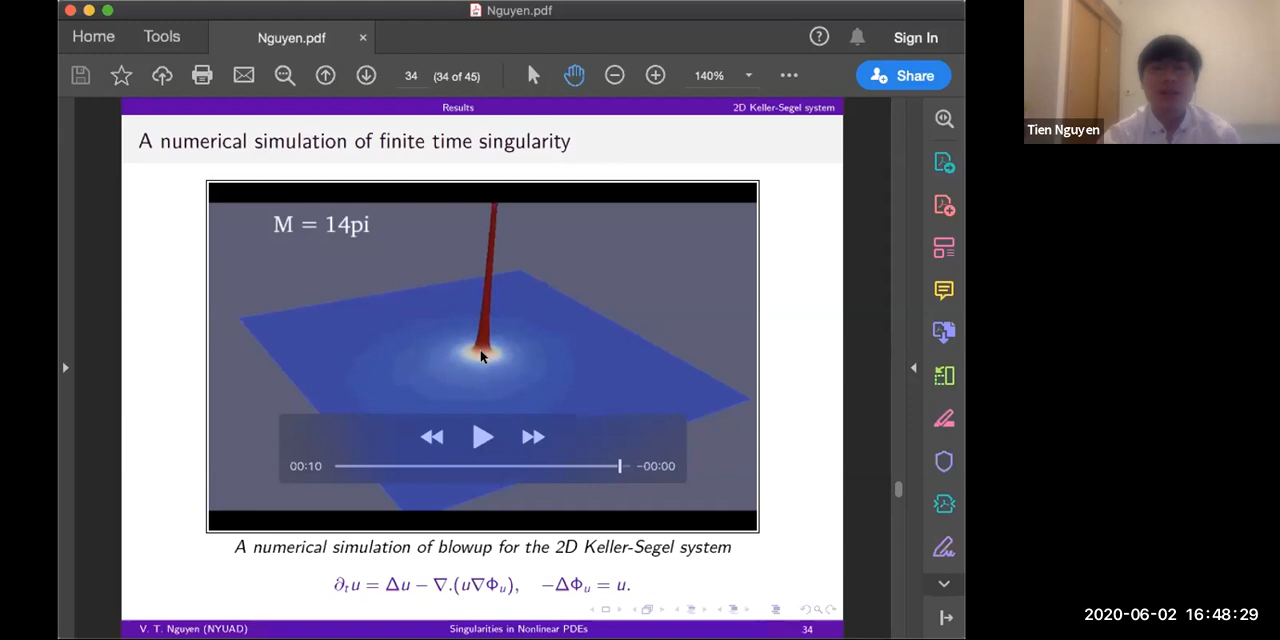 Nguyen.pdf
Home
Tools
Nguyen.pdf
×
Sign In
34
(34 of 45)
140%
Share
Results
2D Keller-Segel system
A numerical simulation of finite time singularity
M = 14pi
00:10
−00:00
A numerical simulation of blowup for the 2D Keller-Segel system
∂ₜu = Δu − ∇.(u∇Φᵤ), −ΔΦᵤ = u.
V. T. Nguyen (NYUAD)
Singularities in Nonlinear PDEs
34
Tien Nguyen
2020-06-02 16:48:29